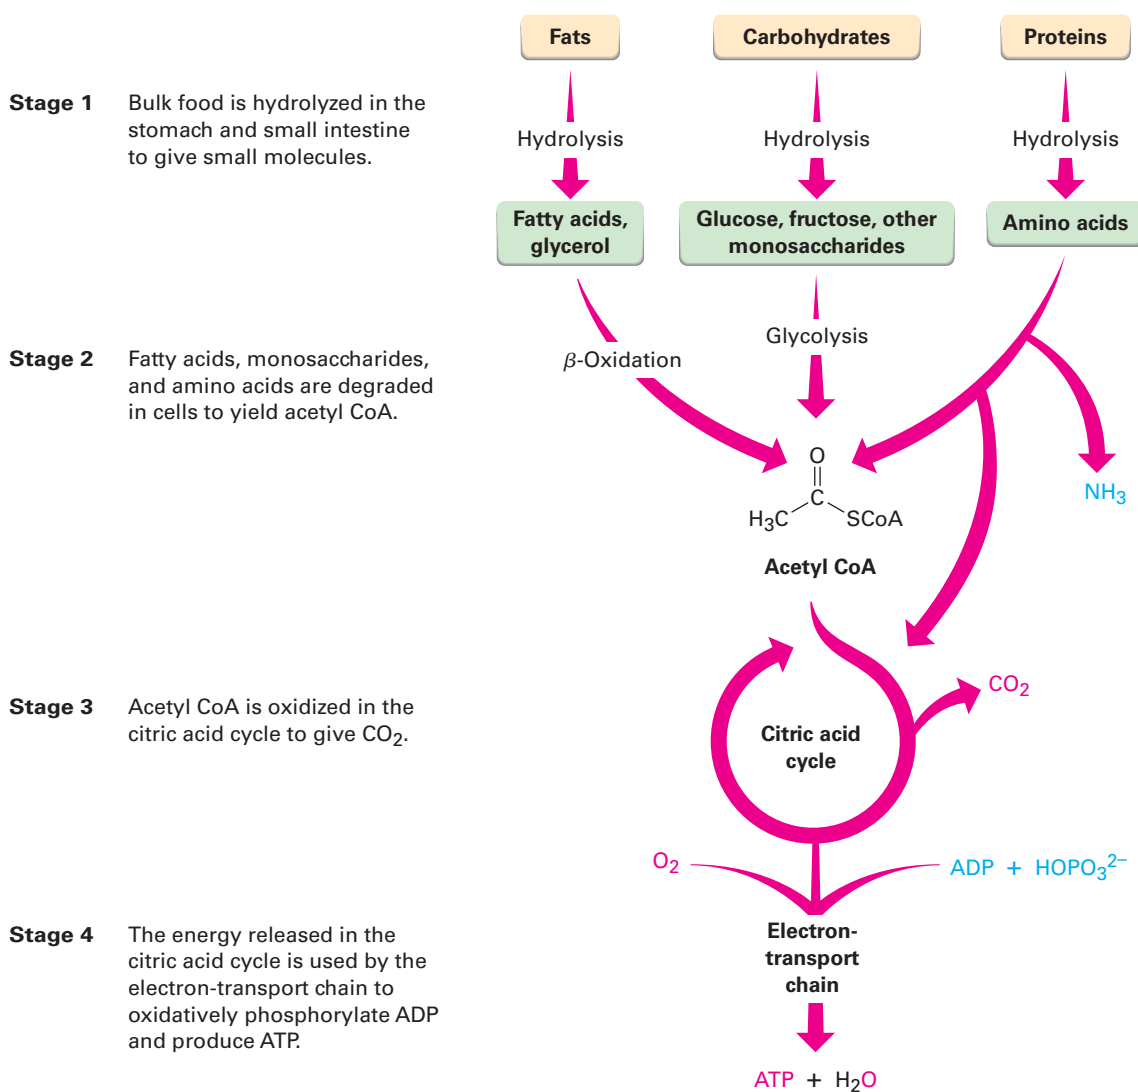 Fats
Carbohydrates
Proteins
Stage 1
Bulk food is hydrolyzed in the
stomach and small intestine
to give small molecules.
Hydrolysis
Hydrolysis
Hydrolysis
Fatty acids,
glycerol
Glucose, fructose, other
monosaccharides
Amino acids
Stage 2
Fatty acids, monosaccharides,
and amino acids are degraded
in cells to yield acetyl CoA.
β-Oxidation
Glycolysis
O
C
H₃C
SCoA
NH₃
Acetyl CoA
Stage 3
Acetyl CoA is oxidized in the
citric acid cycle to give CO₂.
CO₂
Citric acid
cycle
O₂
ADP + HOPO₃²⁻
Stage 4
The energy released in the
citric acid cycle is used by the
electron-transport chain to
oxidatively phosphorylate ADP
and produce ATP.
Electron-
transport
chain
ATP + H₂O